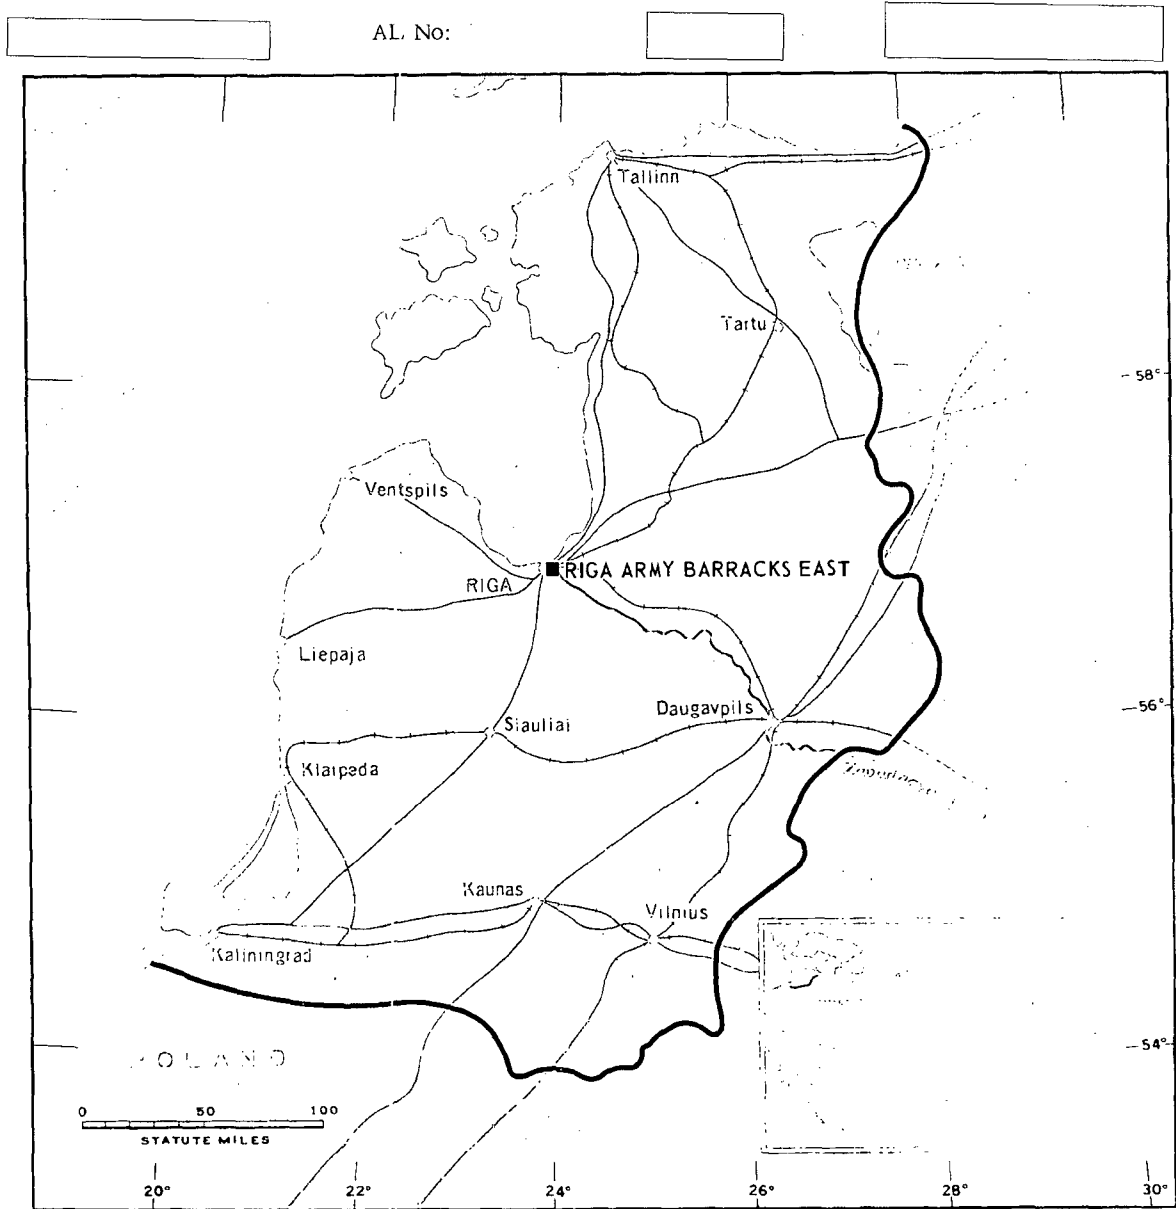 AL. No:
Tallinn
Tartu
58°
Ventspils
RIGA ARMY BARRACKS EAST
RIGA
Liepaja
Daugavpils
56°
Siauliai
Klaipeda
Kaunas
Vilnius
Kaliningrad
54°
0 50 100
STATUTE MILES
20° 22° 24° 26° 28° 30°